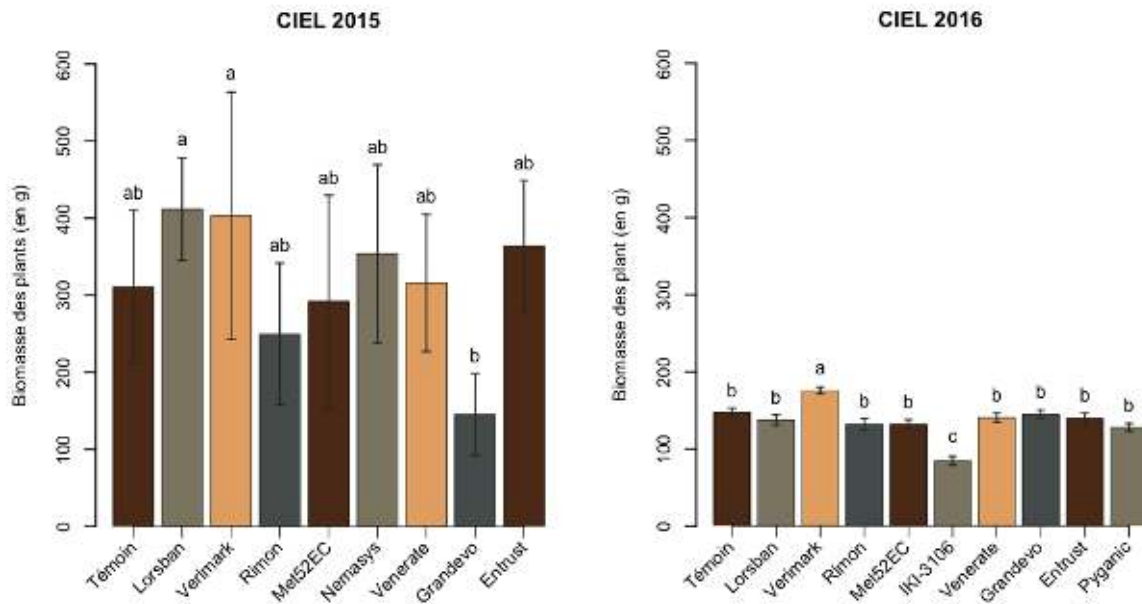 CIEL 2015
Biomasse des plants (en g)
600
500
400
300
200
100
0
ab
a
a
ab
ab
ab
ab
b
ab
Témoin
Lorsban
Verimark
Rimon
Mel52EC
Nemasys
Venerate
Grandevo
Entrust
CIEL 2016
Biomasse des plant (en g)
600
500
400
300
200
100
0
b
b
a
b
b
c
b
b
b
b
Témoin
Lorsban
Verimark
Rimon
Mel52EC
IKI-3106
Venerate
Grandevo
Entrust
Pyganic